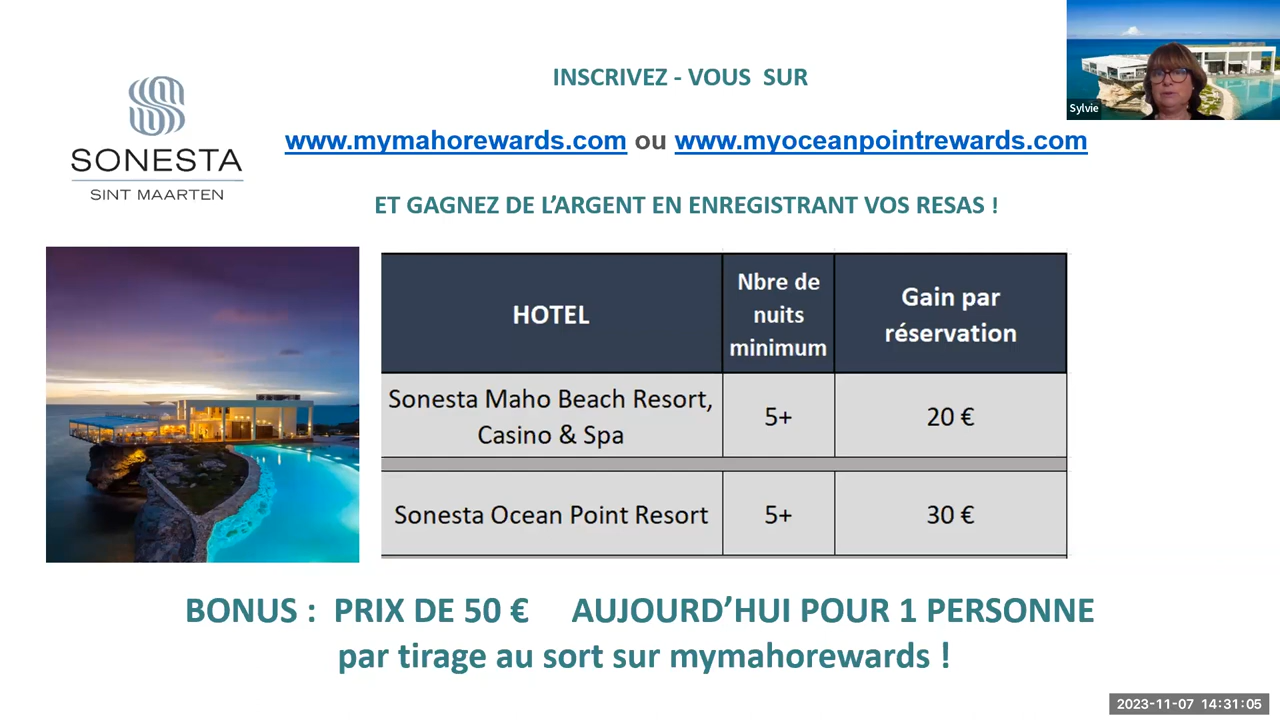 INSCRIVEZ - VOUS SUR
www.mymahorewards.com ou www.myoceanpointrewards.com
ET GAGNEZ DE L'ARGENT EN ENREGISTRANT VOS RESAS !
SONESTA
SINT MAARTEN
Sylvie
HOTEL
Nbre de
nuits
minimum
Gain par
réservation
Sonesta Maho Beach Resort,
Casino & Spa
5+
20 €
Sonesta Ocean Point Resort
5+
30 €
BONUS : PRIX DE 50 € AUJOURD'HUI POUR 1 PERSONNE
par tirage au sort sur mymahorewards !
2023-11-07 14:31:05